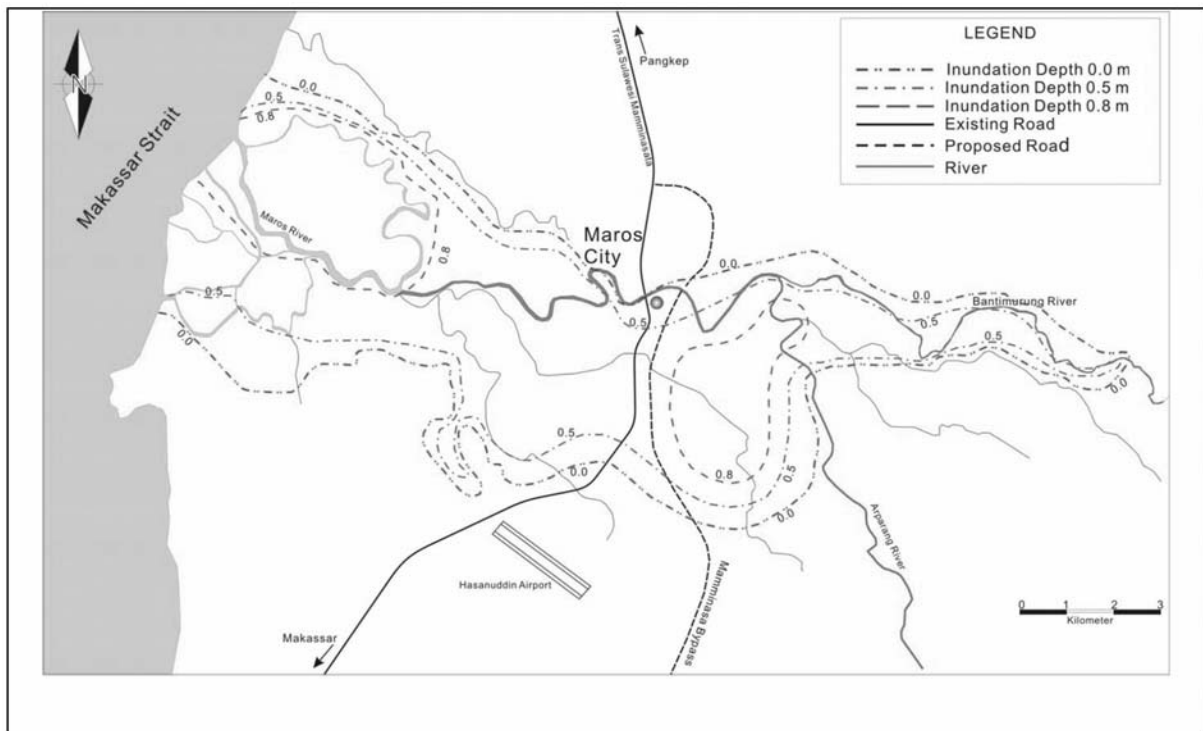 LEGEND
Inundation Depth 0.0 m
Inundation Depth 0.5 m
Inundation Depth 0.8 m
Existing Road
Proposed Road
River
N
Makassar Strait
Trans Sulawesi Mamminasata
Pangkep
0.0
0.5
0.8
Maros River
0.8
Maros
City
0.0
0.5
0.0
Bantimurung River
0.5
0.5
0.0
0.5
0.0
0.5
0.0
0.8
0.5
0.0
Arparang River
Hasanuddin Airport
Mamminasa Bypass
Makassar
0 1 2 3
Kilometer